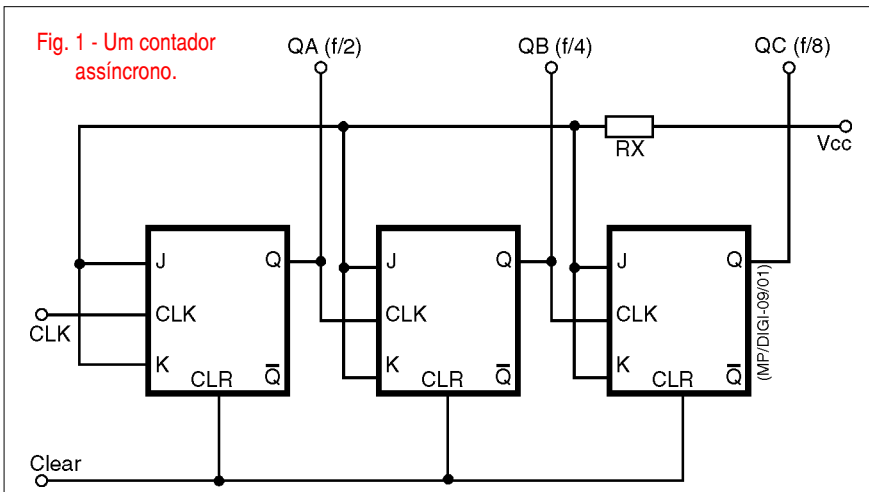 Fig. 1 - Um contador
assíncrono.
QA (f/2)
QB (f/4)
QC (f/8)
RX
Vcc
J
Q
CLK
K
CLR
Q̅
J
Q
CLK
K
CLR
Q̅
J
Q
CLK
K
CLR
Q̅
(MP/DIGI-09/01)
CLK
Clear